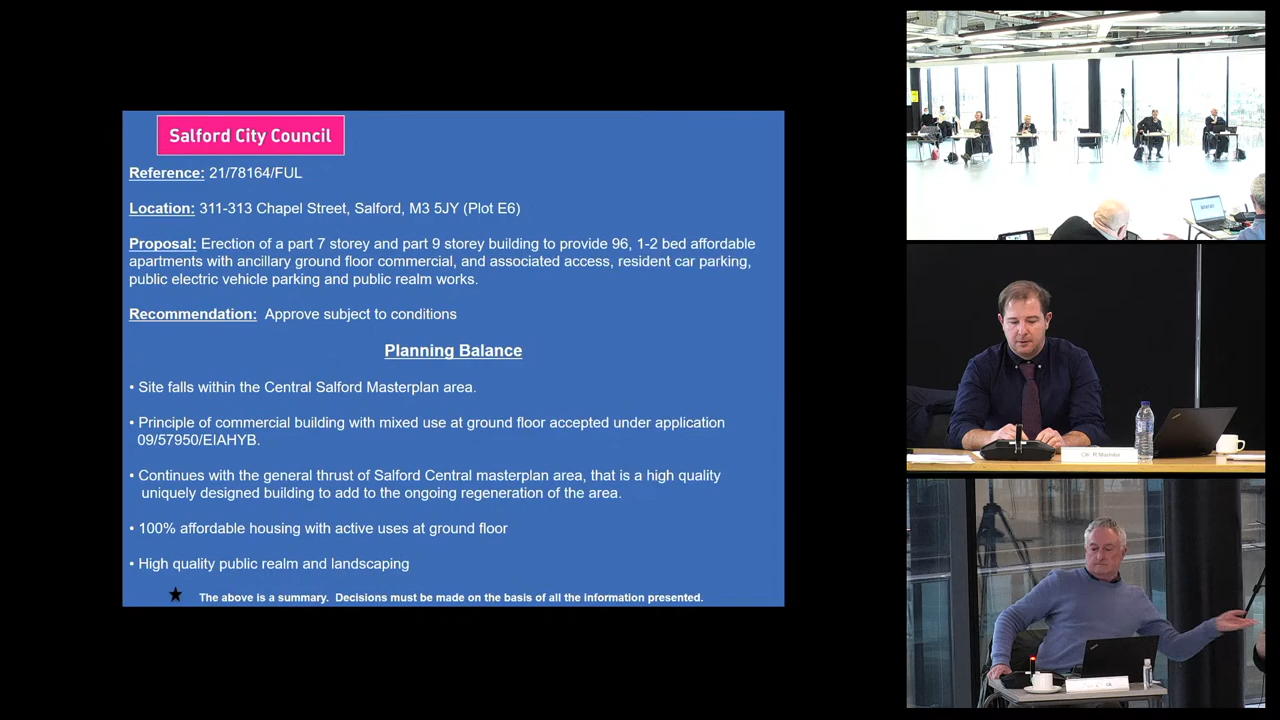 Salford City Council
Reference: 21/78164/FUL
Location: 311-313 Chapel Street, Salford, M3 5JY (Plot E6)
Proposal: Erection of a part 7 storey and part 9 storey building to provide 96, 1-2 bed affordable
apartments with ancillary ground floor commercial, and associated access, resident car parking,
public electric vehicle parking and public realm works.
Recommendation: Approve subject to conditions
Planning Balance
• Site falls within the Central Salford Masterplan area.
• Principle of commercial building with mixed use at ground floor accepted under application
09/57950/EIAHYB.
• Continues with the general thrust of Salford Central masterplan area, that is a high quality
uniquely designed building to add to the ongoing regeneration of the area.
• 100% affordable housing with active uses at ground floor
• High quality public realm and landscaping
★ The above is a summary. Decisions must be made on the basis of all the information presented.